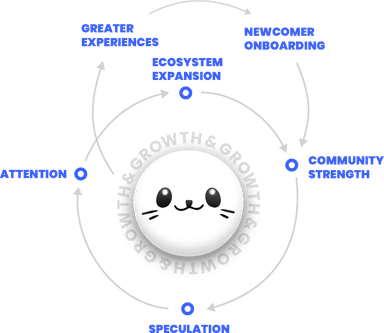 GREATER
EXPERIENCES
NEWCOMER
ONBOARDING
ECOSYSTEM
EXPANSION
ATTENTION
COMMUNITY
STRENGTH
GROWTH & GROWTH & GROWTH & GROWTH &
SPECULATION